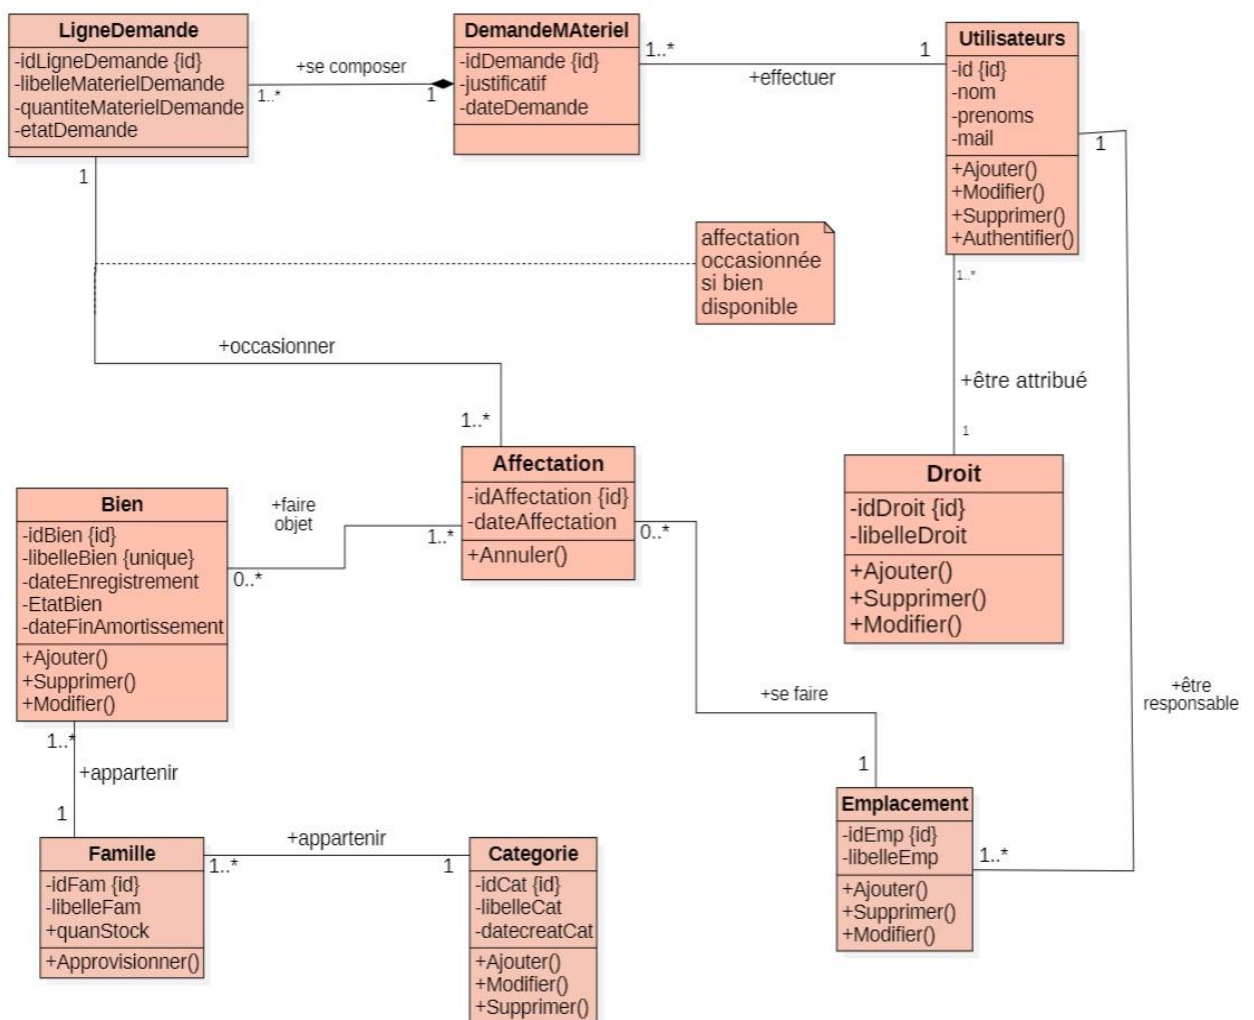 LigneDemande
-idLigneDemande {id}
-libelleMaterielDemande
-quantiteMaterielDemande
-etatDemande
+se composer
1..*
1
DemandeMAteriel
-idDemande {id}
-justificatif
-dateDemande
1..*
1
+effectuer
Utilisateurs
-id {id}
-nom
-prenoms
-mail
+Ajouter()
+Modifier()
+Supprimer()
+Authentifier()
1
1
affectation
occasionnée
si bien
disponible
1..*
+occasionner
+être attribué
1..*
1
Affectation
-idAffectation {id}
-dateAffectation
+Annuler()
Droit
-idDroit {id}
-libelleDroit
+Ajouter()
+Supprimer()
+Modifier()
Bien
-idBien {id}
-libelleBien {unique}
-dateEnregistrement
-EtatBien
-dateFinAmortissement
+Ajouter()
+Supprimer()
+Modifier()
+faire
objet
1..*
0..*
0..*
+se faire
+être
responsable
1..*
+appartenir
1
1
Emplacement
-idEmp {id}
-libelleEmp
+Ajouter()
+Supprimer()
+Modifier()
1..*
Famille
-idFam {id}
-libelleFam
+quanStock
+Approvisionner()
+appartenir
1..*
1
Categorie
-idCat {id}
-libelleCat
-datecreatCat
+Ajouter()
+Modifier()
+Supprimer()